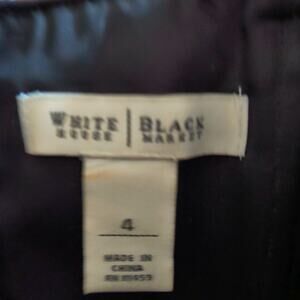 WHITE | BLACK
HOUSE | MARKET
4
MADE IN
CHINA